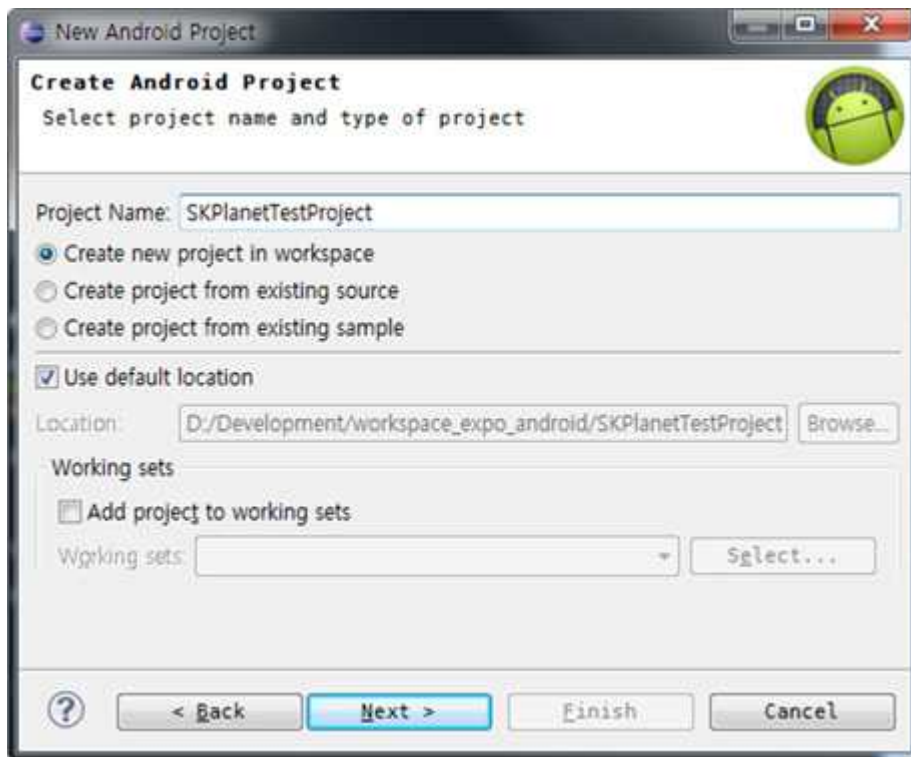 New Android Project
Create Android Project
Select project name and type of project
Project Name: SKPlanetTestProject
Create new project in workspace
Create project from existing source
Create project from existing sample
Use default location
Location: D:/Development/workspace_expo_android/SKPlanetTestProject Browse...
Working sets
Add project to working sets
Working sets: Select...
? < Back Next > Finish Cancel